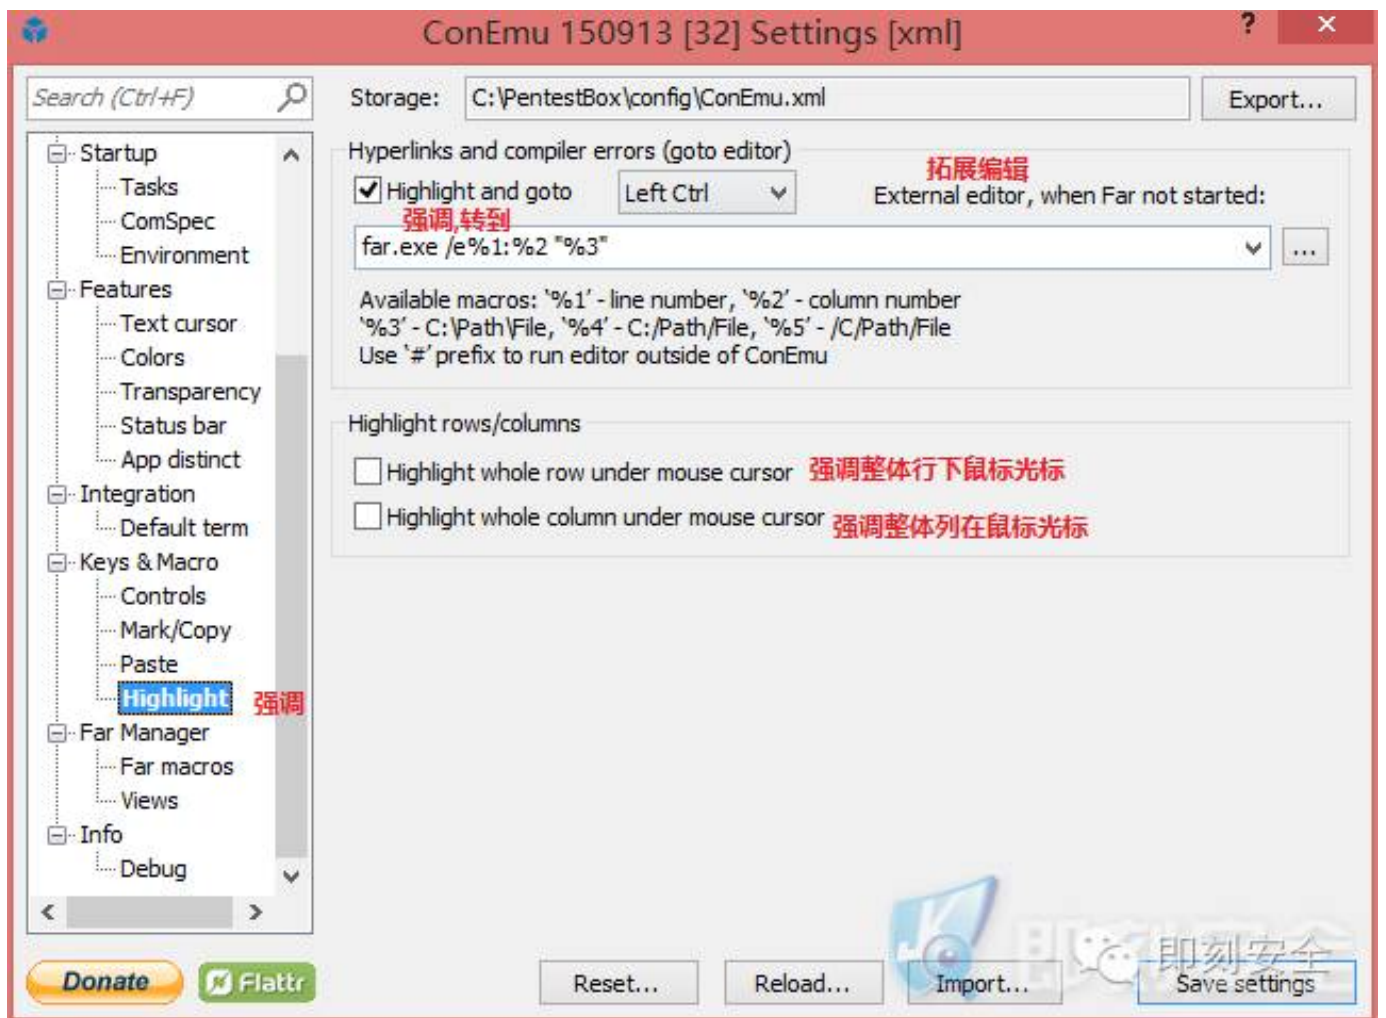 ConEmu 150913 [32] Settings [xml]
?
×
Search (Ctrl+F)
Storage:
C:\PentestBox\config\ConEmu.xml
Export...
Startup
Tasks
ComSpec
Environment
Features
Text cursor
Colors
Transparency
Status bar
App distinct
Integration
Default term
Keys & Macro
Controls
Mark/Copy
Paste
Highlight 强调
Far Manager
Far macros
Views
Info
Debug
Hyperlinks and compiler errors (goto editor)
拓展编辑
Highlight and goto
Left Ctrl
External editor, when Far not started:
强调,转到
far.exe /e%1:%2 "%3"
...
Available macros: `%1' - line number, `%2' - column number
`%3' - C:\Path\File, `%4' - C:/Path/File, `%5' - /C/Path/File
Use `#' prefix to run editor outside of ConEmu
Highlight rows/columns
Highlight whole row under mouse cursor 强调整体行下鼠标光标
Highlight whole column under mouse cursor 强调整体列在鼠标光标
即刻安全
Donate
Flattr
Reset...
Reload...
Import...
Save settings